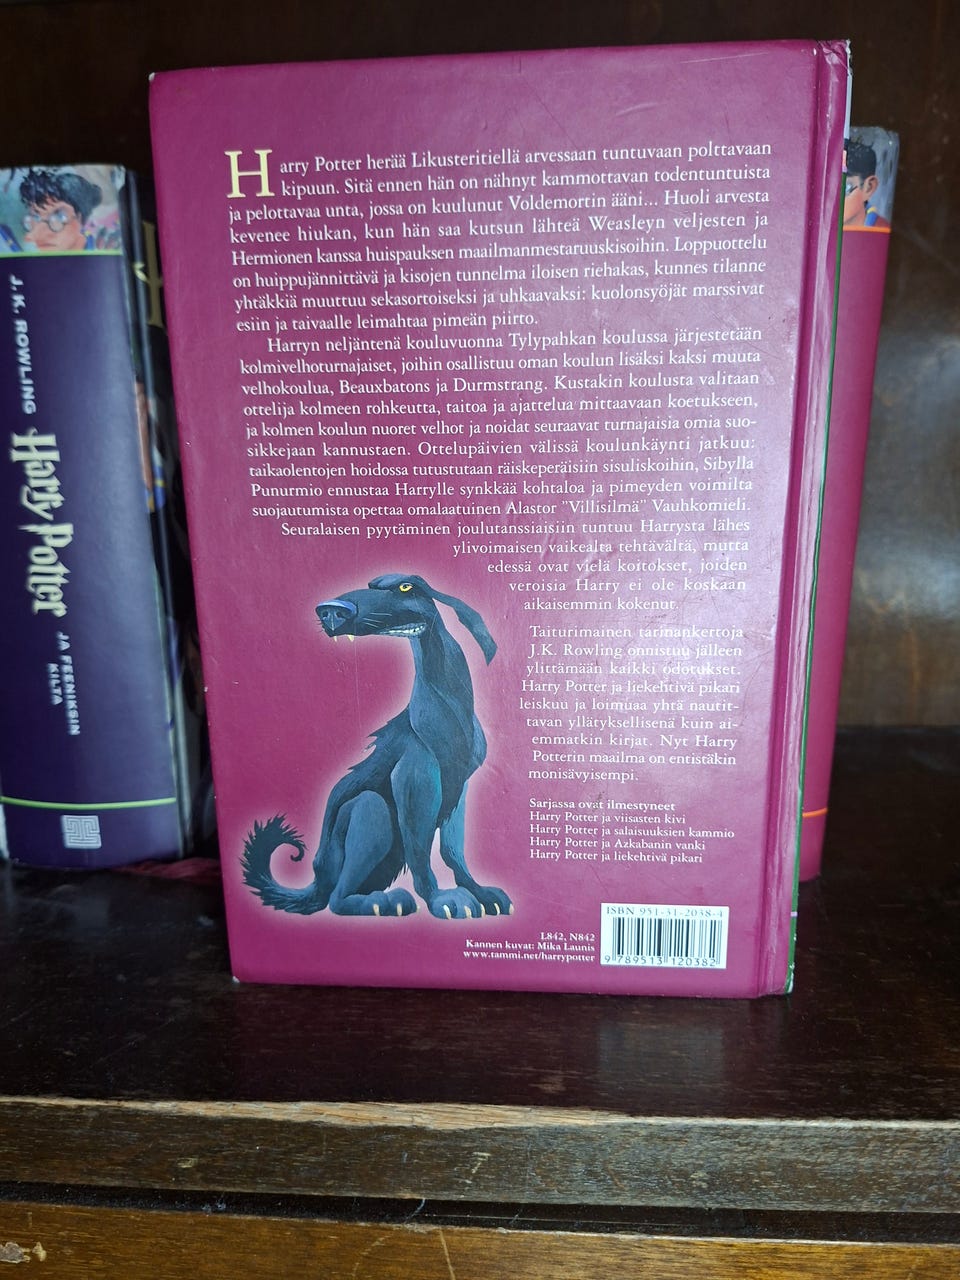 Harry Potter herää Likusteritiellä arvessaan tuntuvaan polttavaan
kipuun. Sitä ennen hän on nähnyt kammottavan todentuntuista
ja pelottavaa unta, jossa on kuulunut Voldemortin ääni... Huoli arvesta
kevenee hiukan, kun hän saa kutsun lähteä Weasleyn veljesten ja
Hermionen kanssa huispauksen maailmanmestaruuskisoihin. Loppuottelu
on huippujännittävä ja kisojen tunnelma iloisen riehakas, kunnes tilanne
yhtäkkiä muuttuu sekasortoiseksi ja uhkaavaksi: kuolonsyöjät marssivat
esiin ja taivaalle leimahtaa pimeän piirto.
Harryn neljäntenä kouluvuonna Tylypahkan koulussa järjestetään
kolmivelhoturnajaiset, joihin osallistuu oman koulun lisäksi kaksi muuta
velhokoulua, Beauxbatons ja Durmstrang. Kustakin koulusta valitaan
ottelija kolmeen rohkeutta, taitoa ja ajattelua mittaavaan koetukseen,
ja kolmen koulun nuoret velhot ja noidat seuraavat turnajaisia omia suo-
sikkejaan kannustaen. Ottelupäivien välissä koulunkäynti jatkuu:
taikaolentojen hoidossa tutustutaan räiskeperäisiin sisuliskoihin, Sibylla
Punurmio ennustaa Harrylle synkkää kohtaloa ja pimeyden voimilta
suojautumista opettaa omalaatuinen Alastor "Villisilmä" Vauhkomieli.
Seuralaisen pyytäminen joulutanssiaisiin tuntuu Harrysta lähes
ylivoimaisen vaikealta tehtävältä, mutta
edessä ovat vielä koitokset, joiden
veroisia Harry ei ole koskaan
aikaisemmin kokenut.
Taiturimainen tarinankertoja
J.K. Rowling onnistuu jälleen
ylittämään kaikki odotukset.
Harry Potter ja liekehtivä pikari
leiskuu ja loimuaa yhtä nautit-
tavan yllätyksellisenä kuin ai-
emmatkin kirjat. Nyt Harry
Potterin maailma on entistäkin
monisävyisempi.
Sarjassa ovat ilmestyneet
Harry Potter ja viisasten kivi
Harry Potter ja salaisuuksien kammio
Harry Potter ja Azkabanin vanki
Harry Potter ja liekehtivä pikari
L842, N842
Kannen kuvat: Mika Launis
www.tammi.net/harrypotter
ISBN 951-31-2038-4
9 789513 120382
J.K. ROWLING
Harry Potter
JA FEENIKSIN
KILTA